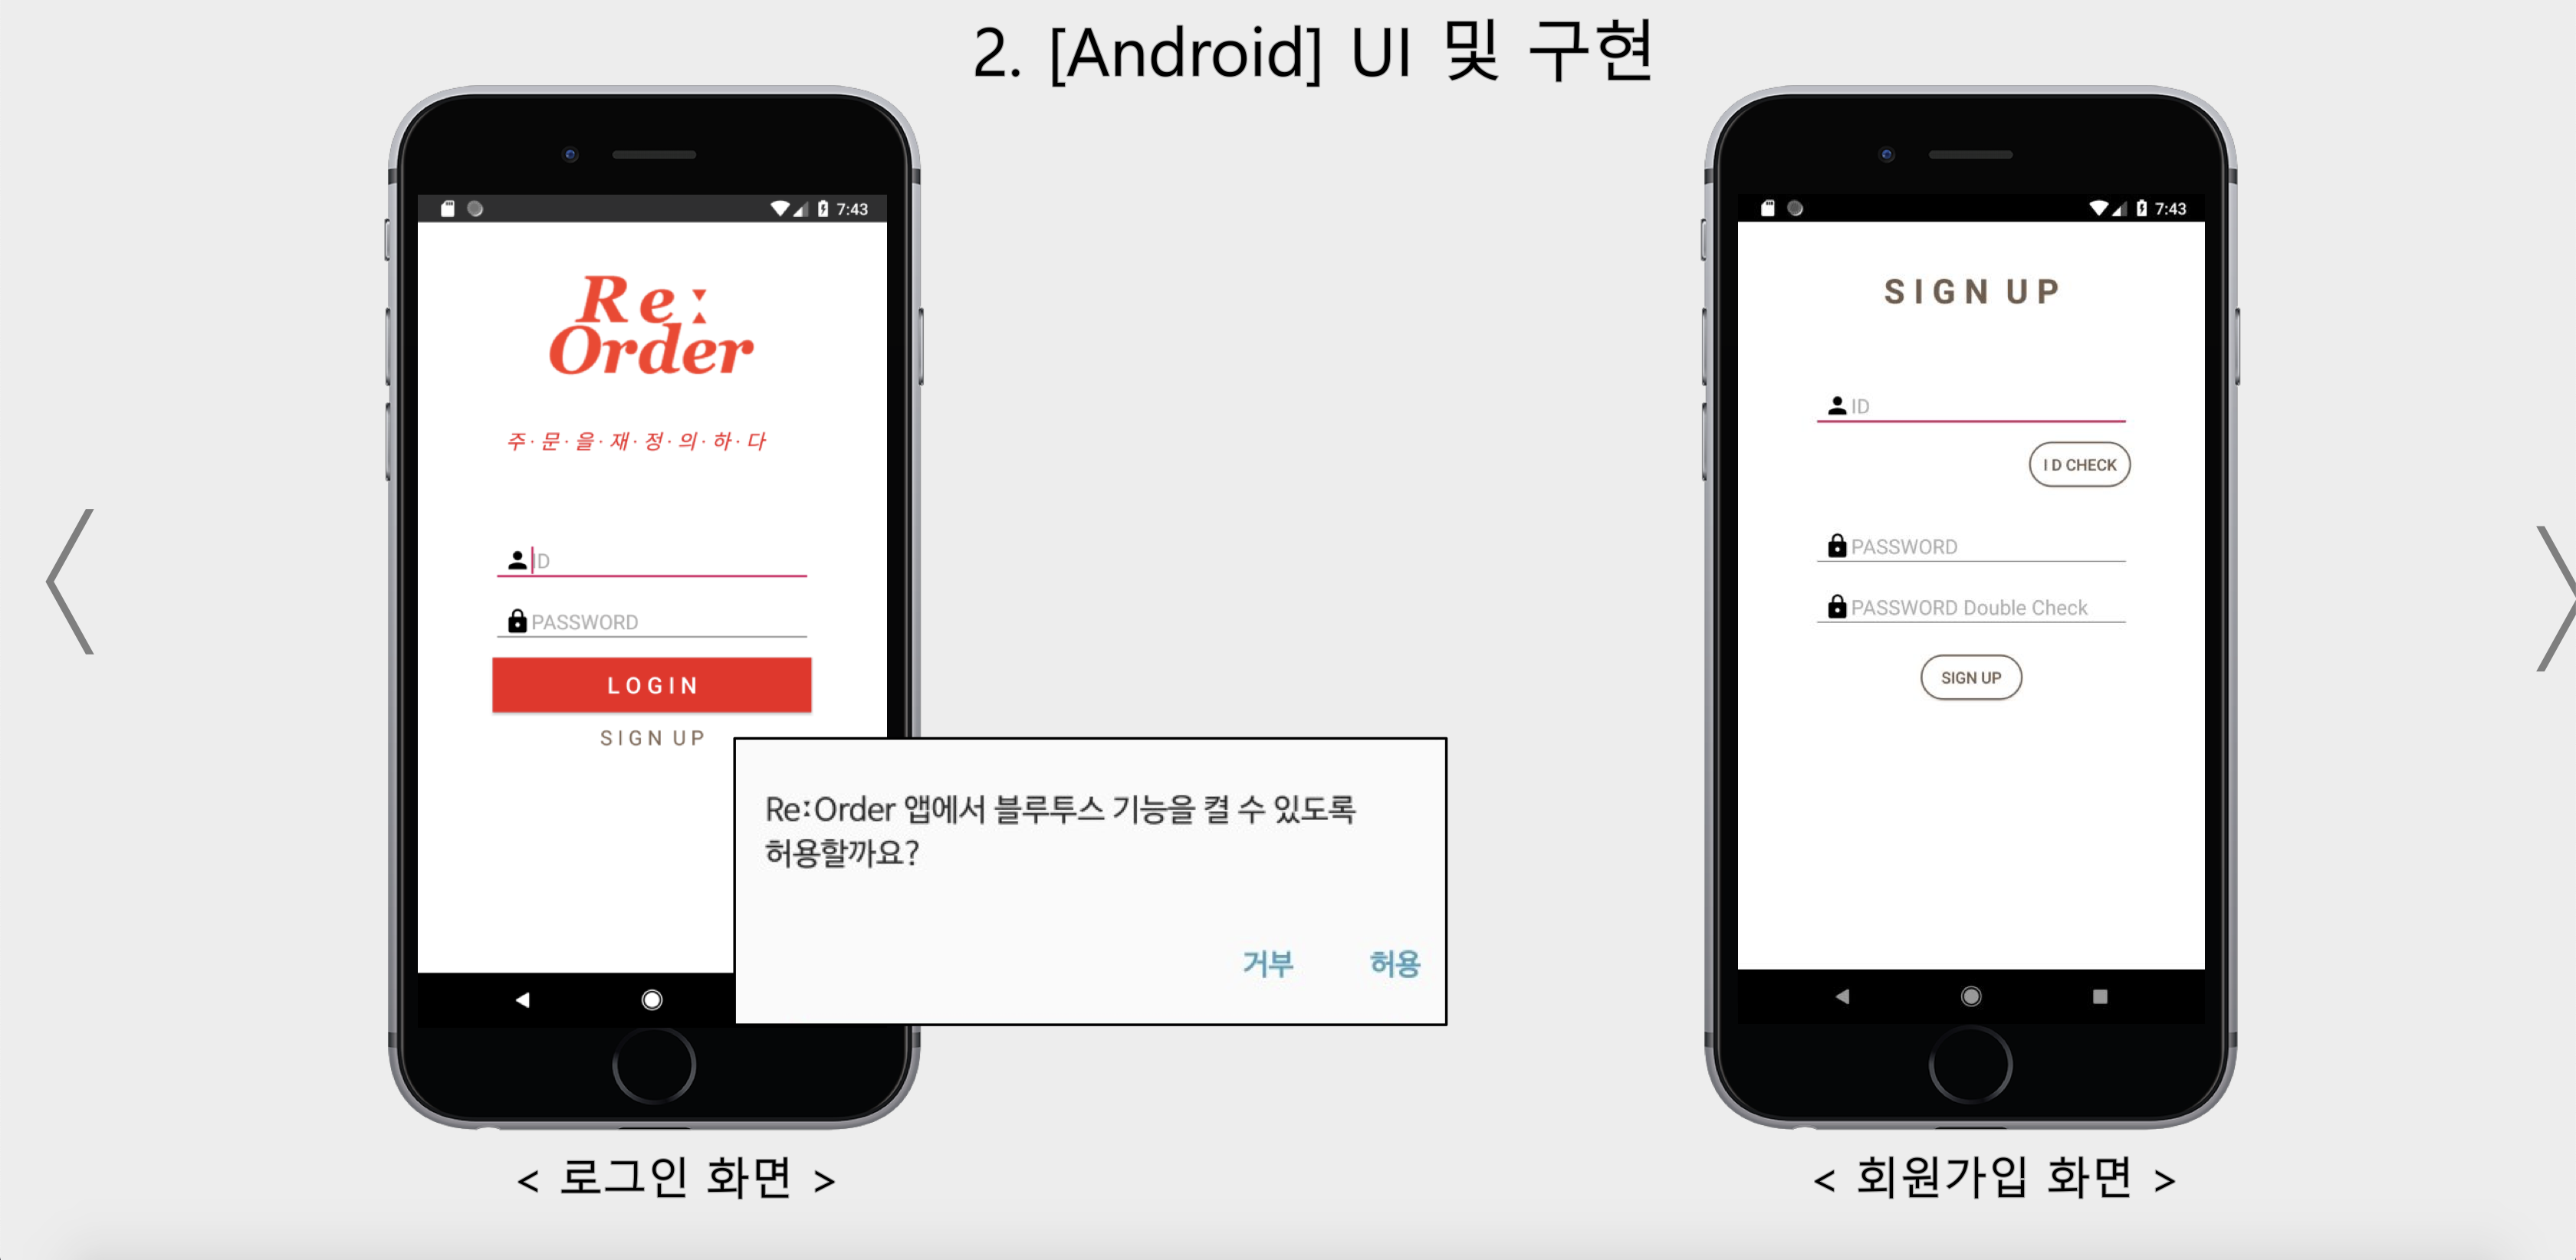 2. [Android] UI 및 구현
7:43
Re:
Order
주·문·을·재·정·의·하·다
ID
PASSWORD
LOGIN
SIGN UP
Re:Order 앱에서 블루투스 기능을 켤 수 있도록
허용할까요?
거부 허용
< 로그인 화면 >
7:43
SIGN UP
ID
I D CHECK
PASSWORD
PASSWORD Double Check
SIGN UP
< 회원가입 화면 >